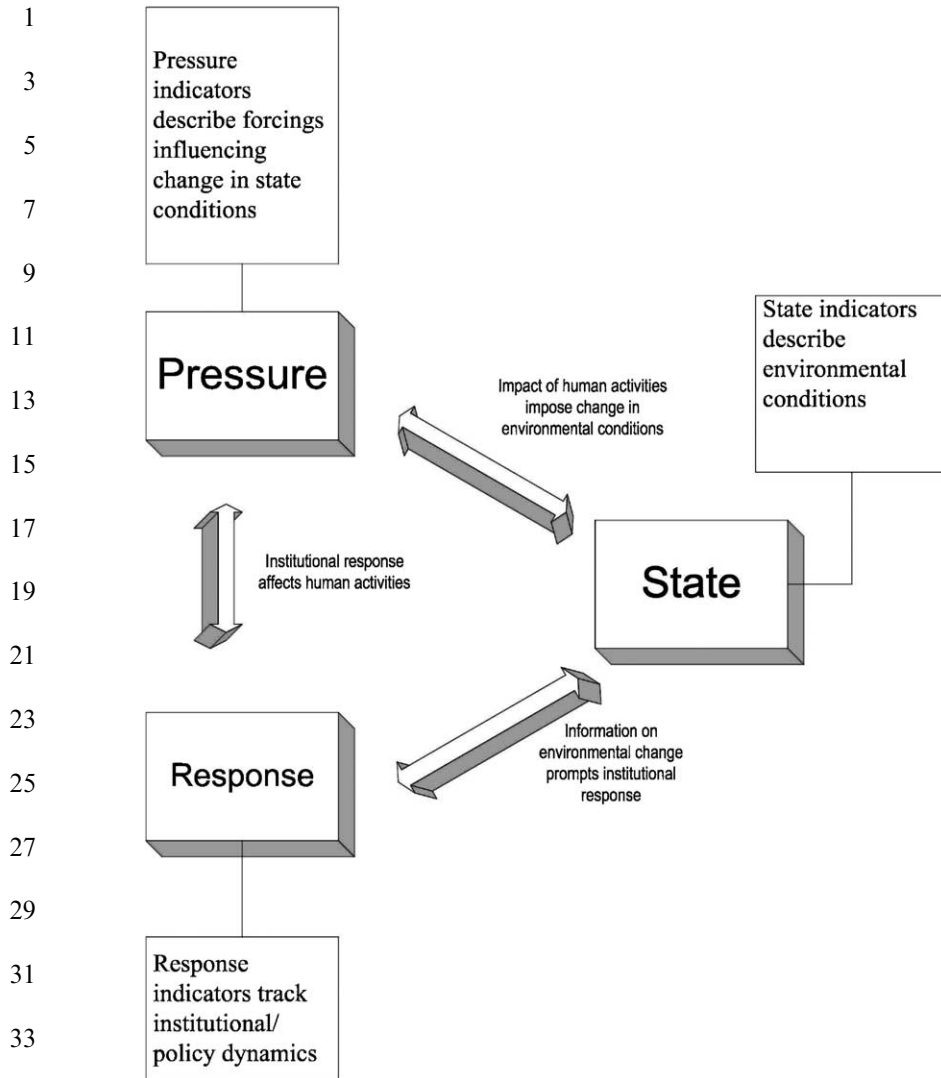 1
3
5
7
9
11
13
15
17
19
21
23
25
27
29
31
33
Pressure
indicators
describe forcings
influencing
change in state
conditions
Pressure
Impact of human activities
impose change in
environmental conditions
State indicators
describe
environmental
conditions
Institutional response
affects human activities
State
Response
Information on
environmental change
prompts institutional
response
Response
indicators track
institutional/
policy dynamics